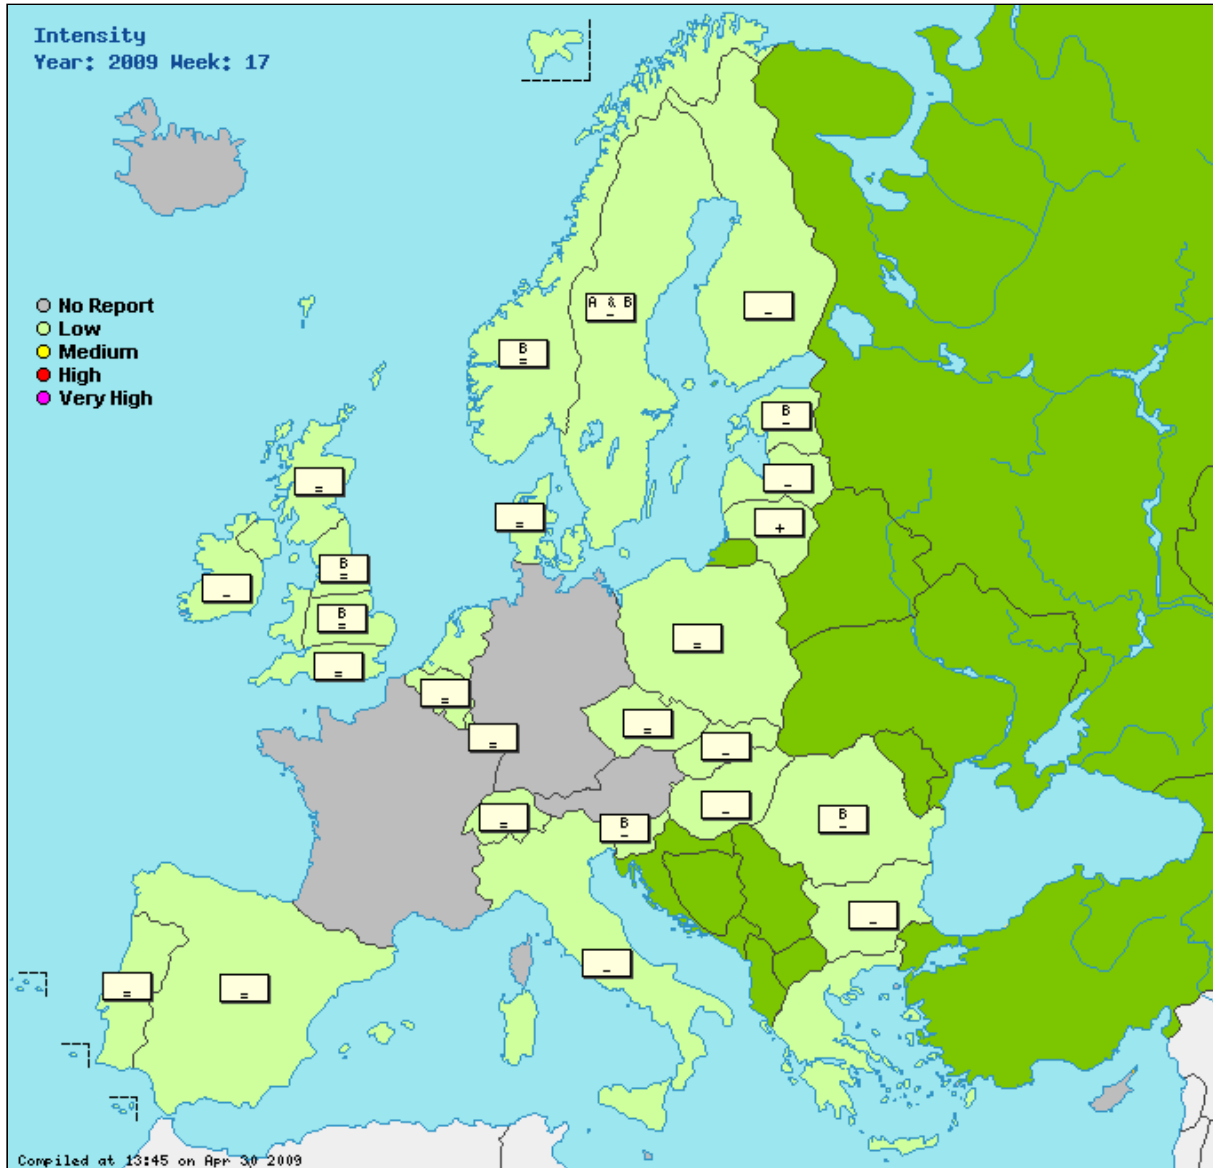 Intensity
Year: 2009 Week: 17
No Report
Low
Medium
High
Very High
A & B
–
–
B
=
B
–
=
–
=
+
B
=
–
B
=
=
=
=
=
=
–
=
–
B
–
B
–
–
–
=
=
Compiled at 13:45 on Apr 30 2009